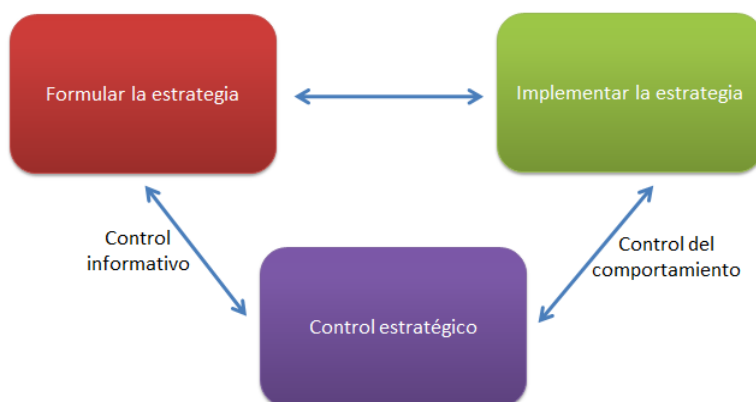 Formular la estrategia
Implementar la estrategia
Control
informativo
Control del
comportamiento
Control estratégico